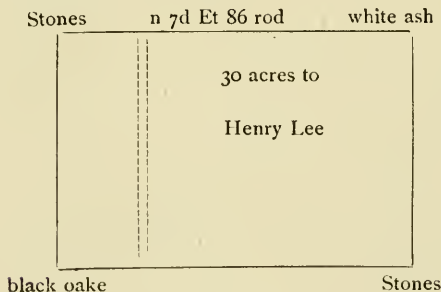 Stones n 7d Et 86 rod white ash
30 acres to
Henry Lee
black oake Stones